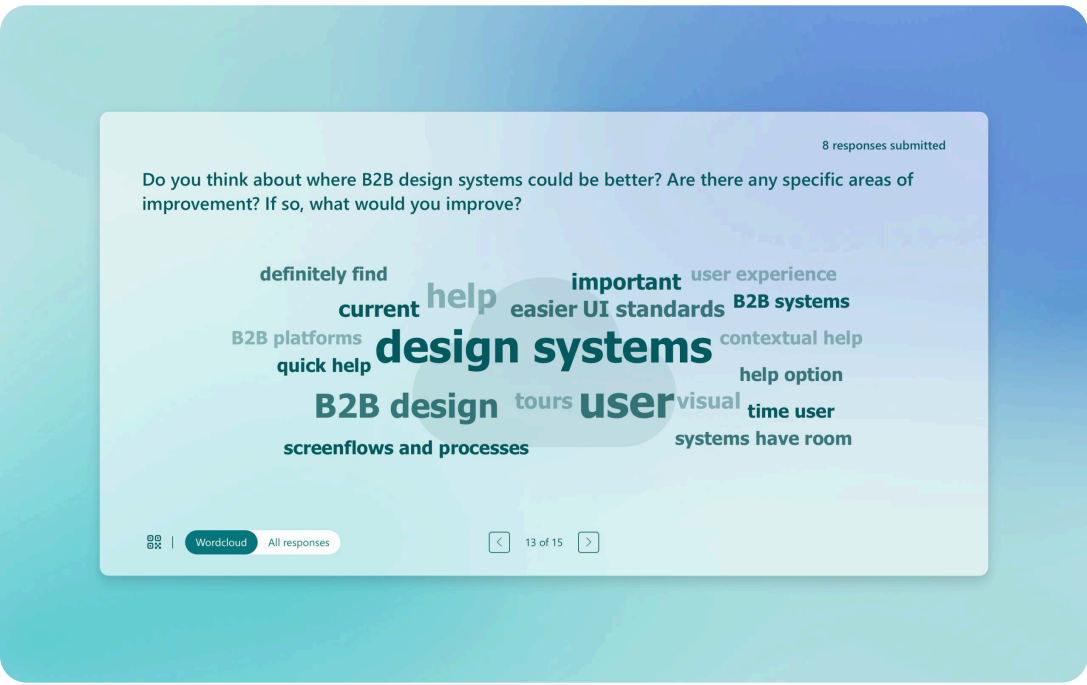 8 responses submitted
Do you think about where B2B design systems could be better? Are there any specific areas of
improvement? If so, what would you improve?
definitely find
important
user experience
help
current
easier UI standards
B2B systems
B2B platforms
design systems
contextual help
quick help
help option
B2B design
tours
user
visual
time user
systems have room
screenflows and processes
Wordcloud
All responses
13 of 15